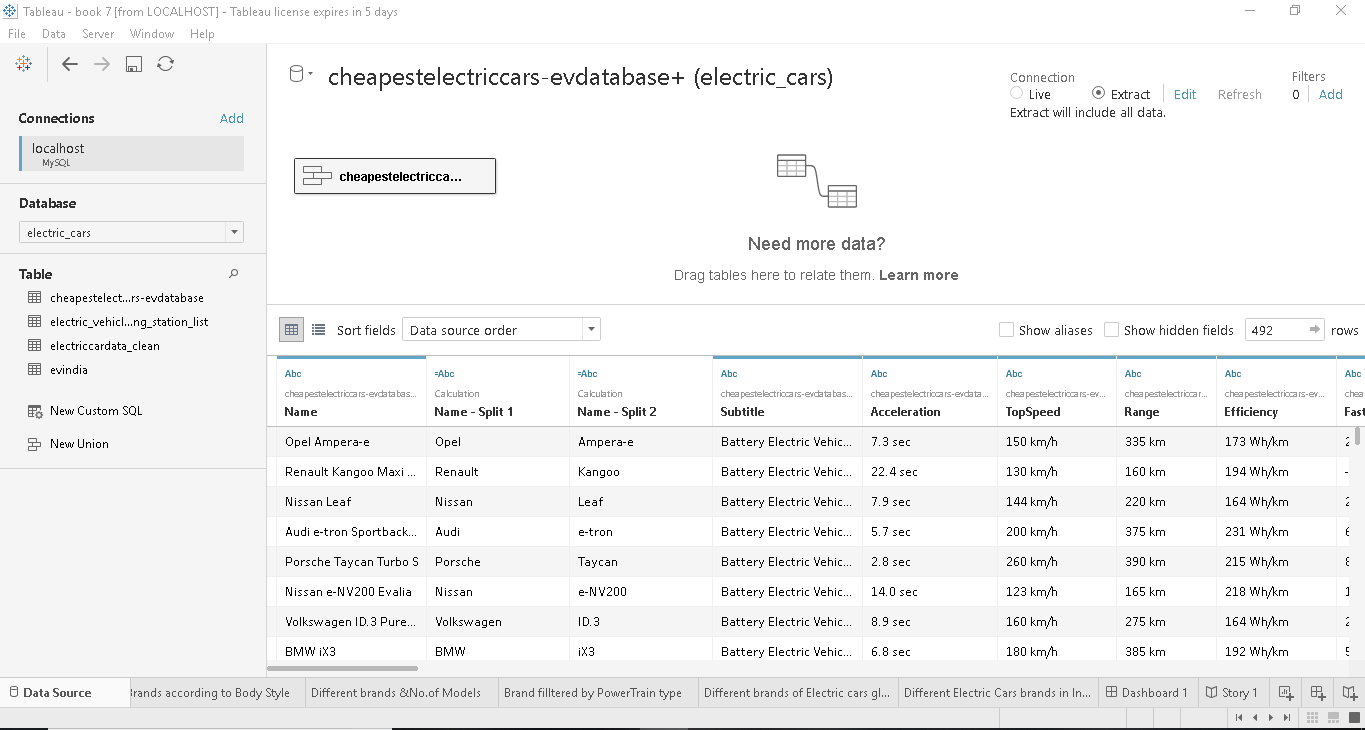 Tableau - book 7 [from LOCALHOST] - Tableau license expires in 5 days
File Data Server Window Help
cheapestelectriccars-evdatabase+ (electric_cars)
Connection
Live Extract Edit Refresh
Extract will include all data.
Filters
0 Add
Connections Add
localhost
MySQL
Database
electric_cars
Table
cheapestelect...rs-evdatabase
electric_vehicl...ng_station_list
electriccardata_clean
evindia
New Custom SQL
New Union
cheapestelectricca...
Need more data?
Drag tables here to relate them. Learn more
Sort fields Data source order Show aliases Show hidden fields 492 rows
Abc =Abc =Abc Abc Abc Abc Abc Abc Abc
cheapestelectriccars-evdatabas... Calculation Calculation cheapestelectriccars-evdatabas... cheapestelectriccars-evdata... cheapestelectriccars-ev... cheapestelectriccar... cheapestelectriccars-ev... chea
Name Name - Split 1 Name - Split 2 Subtitle Acceleration TopSpeed Range Efficiency Fast
Opel Ampera-e Opel Ampera-e Battery Electric Vehic... 7.3 sec 150 km/h 335 km 173 Wh/km 2
Renault Kangoo Maxi ... Renault Kangoo Battery Electric Vehic... 22.4 sec 130 km/h 160 km 194 Wh/km -
Nissan Leaf Nissan Leaf Battery Electric Vehic... 7.9 sec 144 km/h 220 km 164 Wh/km 2
Audi e-tron Sportback... Audi e-tron Battery Electric Vehic... 5.7 sec 200 km/h 375 km 231 Wh/km 6
Porsche Taycan Turbo S Porsche Taycan Battery Electric Vehic... 2.8 sec 260 km/h 390 km 215 Wh/km 8
Nissan e-NV200 Evalia Nissan e-NV200 Battery Electric Vehic... 14.0 sec 123 km/h 165 km 218 Wh/km 1
Volkswagen ID.3 Pure... Volkswagen ID.3 Battery Electric Vehic... 8.9 sec 160 km/h 275 km 164 Wh/km 2
BMW iX3 BMW iX3 Battery Electric Vehic... 6.8 sec 180 km/h 385 km 192 Wh/km 5
Data Source rands according to Body Style Different brands &No.of Models Brand filltered by PowerTrain type Different brands of Electric cars gl... Different Electric Cars brands in In... Dashboard 1 Story 1